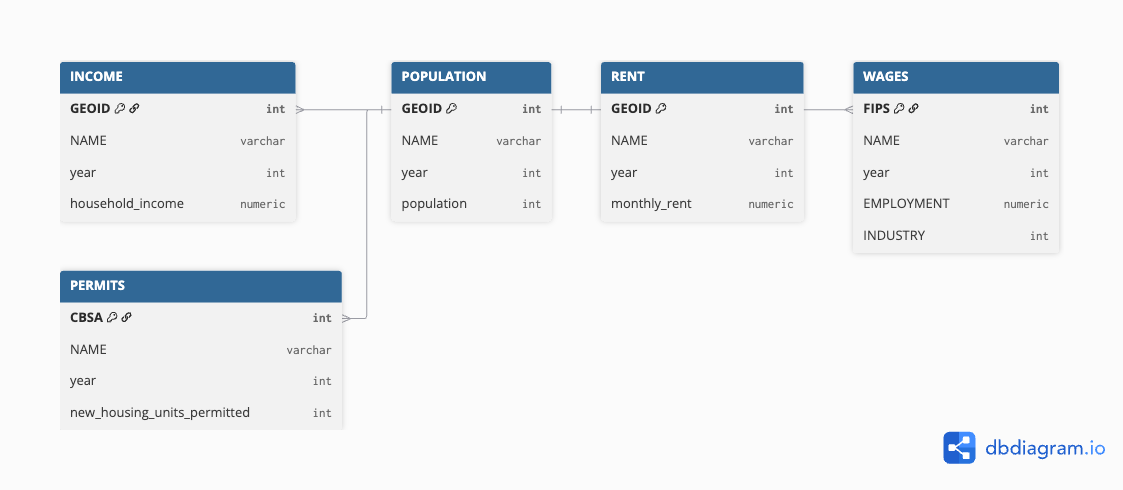 INCOME
GEOID int
NAME varchar
year int
household_income numeric
POPULATION
GEOID int
NAME varchar
year int
population int
RENT
GEOID int
NAME varchar
year int
monthly_rent numeric
WAGES
FIPS int
NAME varchar
year int
EMPLOYMENT numeric
INDUSTRY int
PERMITS
CBSA int
NAME varchar
year int
new_housing_units_permitted int
dbdiagram.io